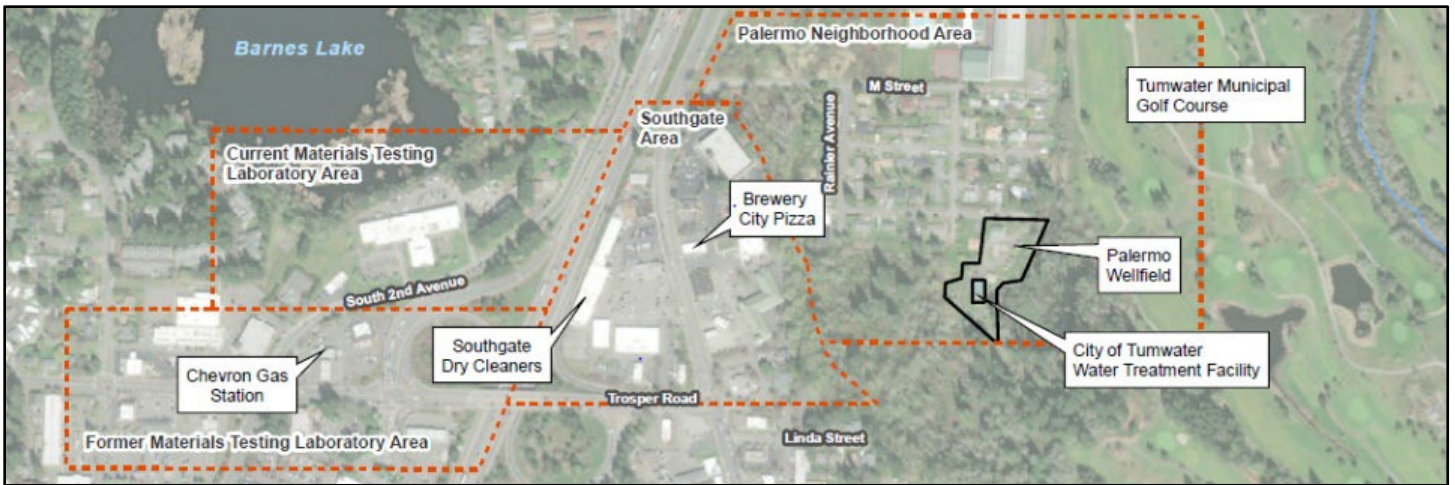 Barnes Lake
Palermo Neighborhood Area
M Street
Tumwater Municipal
Golf Course
Southgate
Area
Current Materials Testing
Laboratory Area
Rainier Avenue
Brewery
City Pizza
Palermo
Wellfield
South 2nd Avenue
Southgate
Dry Cleaners
City of Tumwater
Water Treatment Facility
Chevron Gas
Station
Trosper Road
Former Materials Testing Laboratory Area
Linda Street